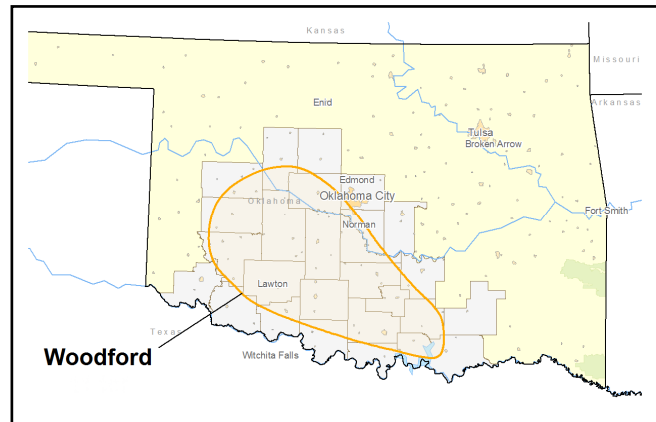 Kansas
Missouri
Arkansas
Enid
Tulsa
Broken Arrow
Edmond
Oklahoma City
Oklahoma
Fort Smith
Norman
Lawton
Texas
Woodford
Witchita Falls